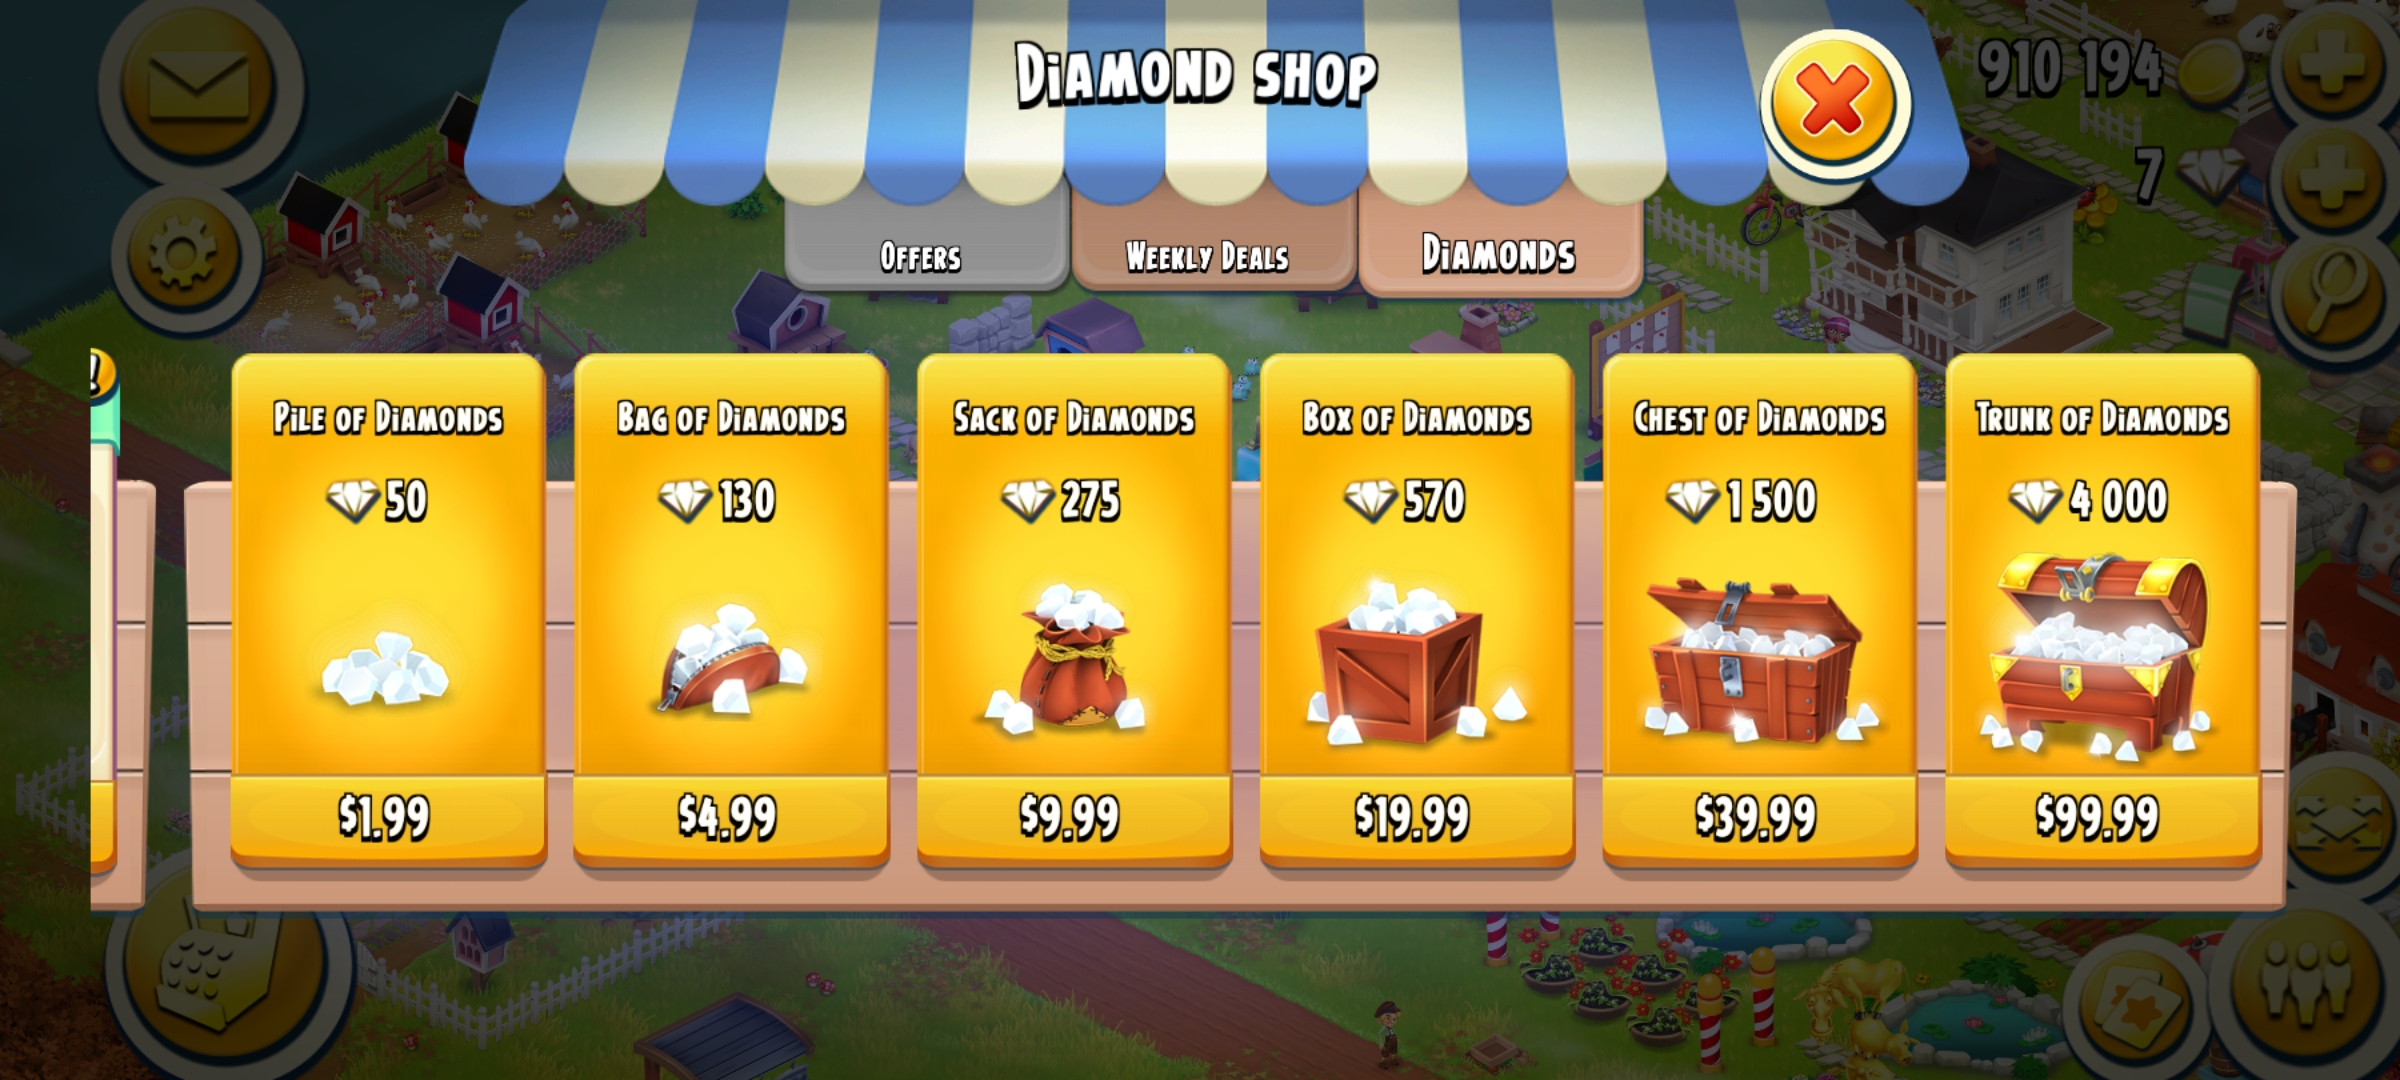 DiAMOND SHOP
910 194
7
OFFERS
WEEKLY DEALS
DiAMONDS
!
PiLE OF DiAMONDS
50
$1.99
BAG OF DiAMONDS
130
$4.99
SACK OF DiAMONDS
275
$9.99
BOX OF DiAMONDS
570
$19.99
CHEST OF DiAMONDS
1 500
$39.99
TRUNK OF DiAMONDS
4 000
$99.99